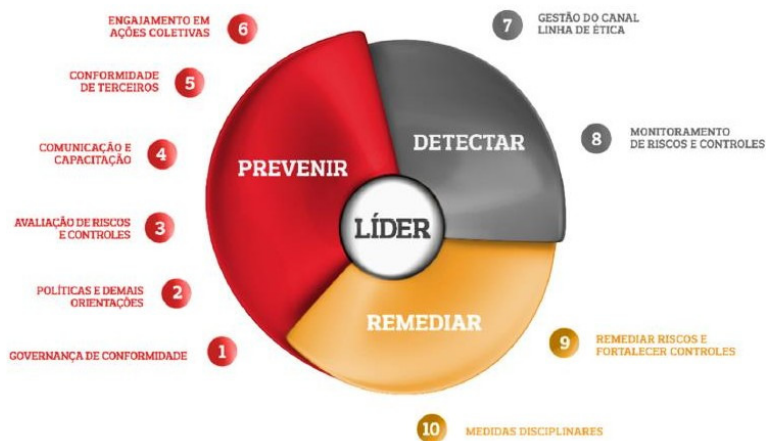 6
ENGAJAMENTO EM
AÇÕES COLETIVAS
5
CONFORMIDADE
DE TERCEIROS
4
COMUNICAÇÃO E
CAPACITAÇÃO
3
AVALIAÇÃO DE RISCOS
E CONTROLES
2
POLÍTICAS E DEMAIS
ORIENTAÇÕES
1
GOVERNANÇA DE CONFORMIDADE
PREVENIR
DETECTAR
LÍDER
REMEDIAR
7
GESTÃO DO CANAL
LINHA DE ÉTICA
8
MONITORAMENTO
DE RISCOS E CONTROLES
9
REMEDIAR RISCOS E
FORTALECER CONTROLES
10
MEDIDAS DISCIPLINARES